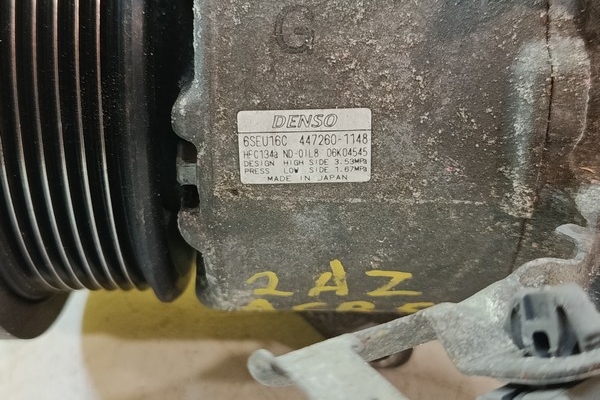 G
DENSO
6SEU16C 447260-1148
HFC134a ND-OIL8 06K04545
DESIGN HIGH SIDE 3.53MPa
PRESS LOW SIDE 1.67MPa
MADE IN JAPAN
2AZ